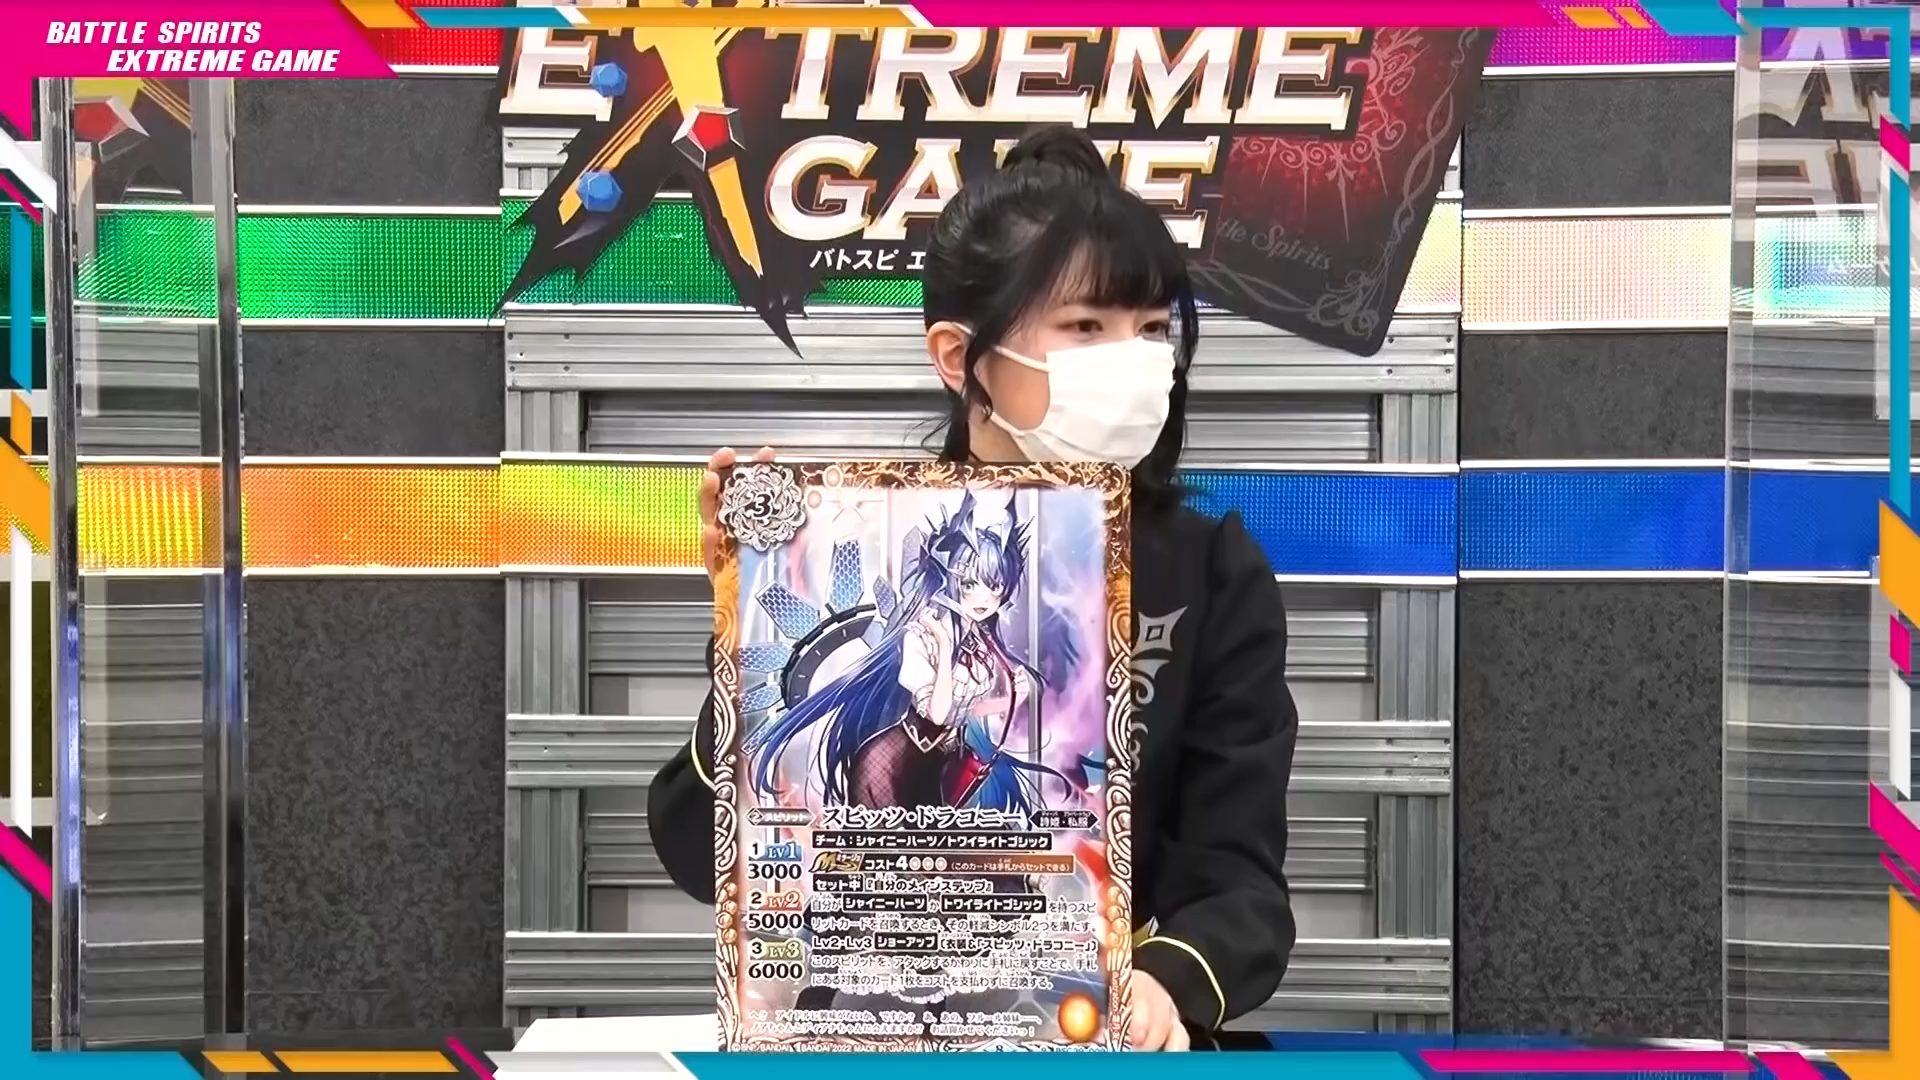 BATTLE SPIRITS
EXTREME GAME
EXTREME
GAME
バトスピ エ
tle Spirits
3
スピリット
スピッツ・ドラコニー
詩姫・私服
チーム：シャイニーハーツ/トワイライトゴシック
1 LV1
3000
コスト4 (このカードは手札からセットできる)
セット中『自分のメインステップ』
2 LV2
5000
自分がシャイニーハーツかトワイライトゴシックを持つスピ
リットカードを召喚するとき、その軽減シンボル2つを満たす。
3 LV3
6000
Lv2・Lv3 ショーアップ〔衣装&「スピッツ・ドラコニー」〕
このスピリットを、アタックするかわりに手札に戻すことで、手札
にある対象のカード1枚をコストを支払わずに召喚する。
©BNP/BANDAI BANDAI 2022 MADE IN JAPAN
8